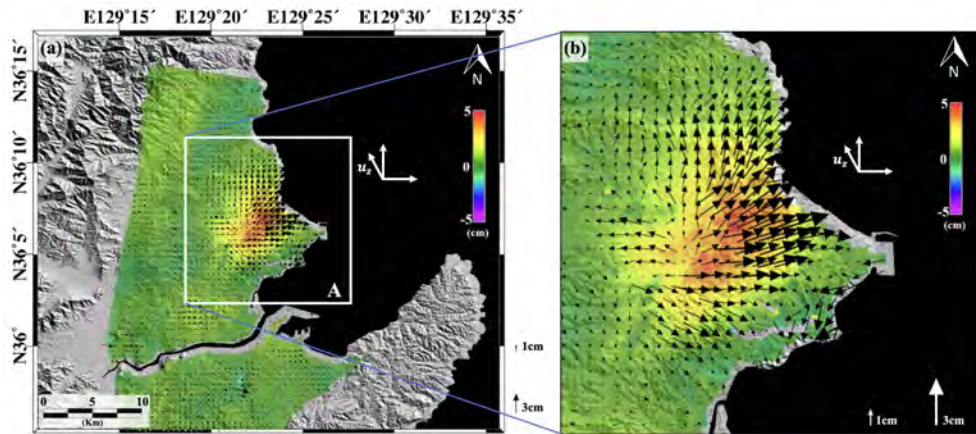 E129°15´ E129°20´ E129°25´ E129°30´ E129°35´
(a)
N36°15´
N36°10´
N36°5´
N36°
N
5
0
-5
(cm)
u_z
A
1cm
3cm
0 5 10
(Km)
(b)
N
5
0
-5
(cm)
u_z
1cm
3cm